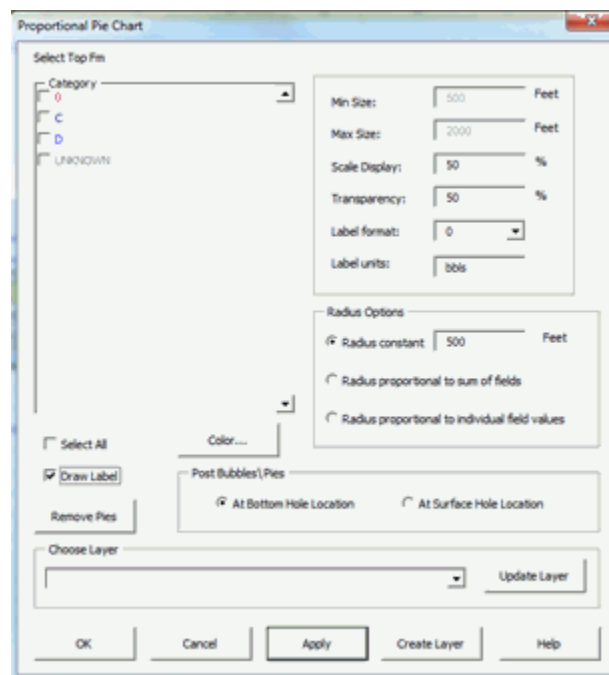 Proportional Pie Chart
Select Top Fm
Category
0
C
D
UNKNOWN
Min Size: 500 Feet
Max Size: 2000 Feet
Scale Display: 50 %
Transparency: 50 %
Label format: 0
Label units: bbls
Radius Options
Radius constant 500 Feet
Radius proportional to sum of fields
Radius proportional to individual field values
Select All
Color....
Draw Label
Remove Pies
Post Bubbles\Pies
At Bottom Hole Location At Surface Hole Location
Choose Layer
Update Layer
OK Cancel Apply Create Layer Help